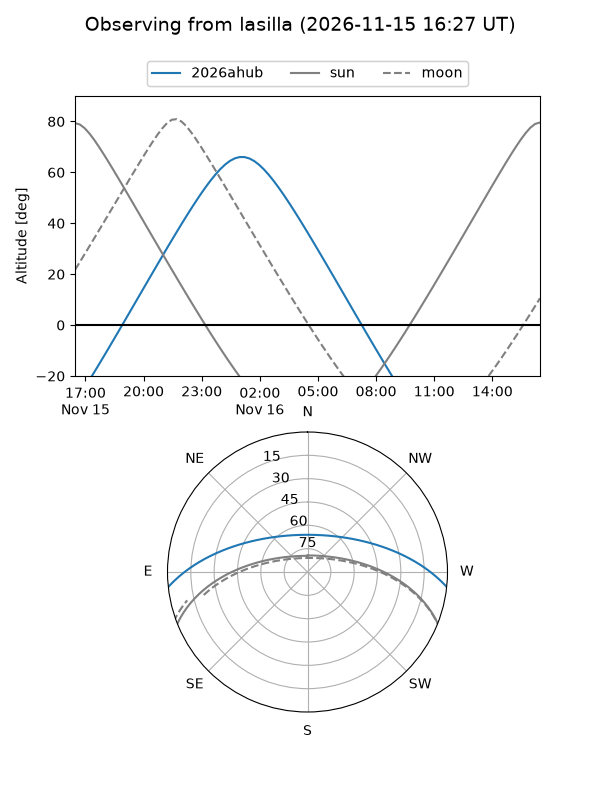 Observing from lasilla (2026-11-15 16:27 UT)
2026ahub sun moon
80
60
40
20
0
−20
Altitude [deg]
17:00 20:00 23:00 02:00 05:00 08:00 11:00 14:00
Nov 15 Nov 16
N
NE NW
15
30
45
60
75
E W
SE SW
S